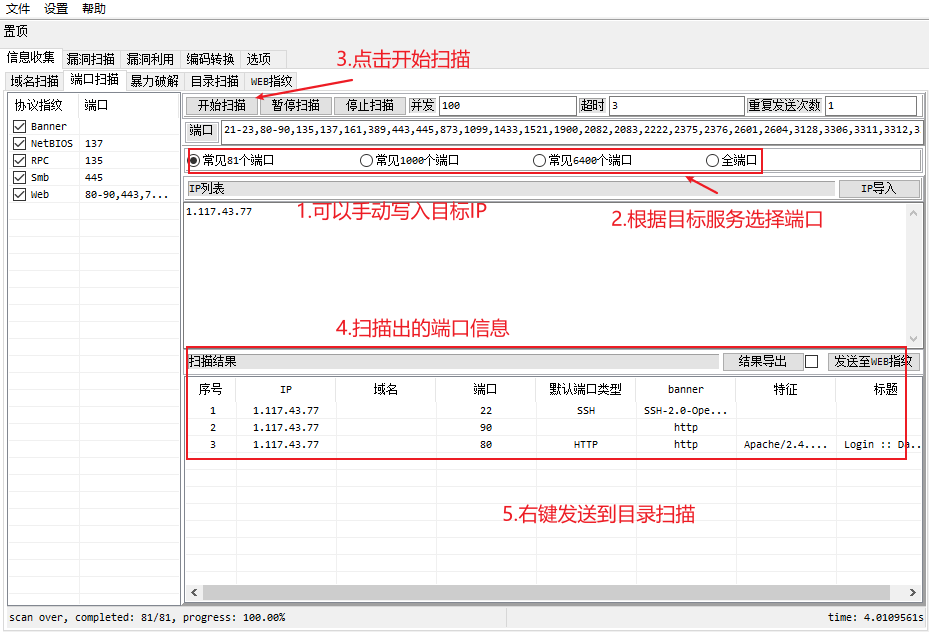 文件 设置 帮助
置顶
信息收集 漏洞扫描 漏洞利用 编码转换 选项
3.点击开始扫描
域名扫描 端口扫描 暴力破解 目录扫描 WEB指纹
协议指纹 端口
开始扫描 暂停扫描 停止扫描 并发 100 超时 3 重复发送次数 1
Banner
端口 21-23,80-90,135,137,161,389,443,445,873,1099,1433,1521,1900,2082,2083,2222,2375,2376,2601,2604,3128,3306,3311,3312,3
NetBIOS 137
RPC 135
常见81个端口 常见1000个端口 常见6400个端口 全端口
Smb 445
Web 80-90,443,7...
IP列表 IP导入
1.117.43.77
1.可以手动写入目标IP
2.根据目标服务选择端口
4.扫描出的端口信息
扫描结果 结果导出 发送至WEB指纹
序号 IP 域名 端口 默认端口类型 banner 特征 标题
1 1.117.43.77 22 SSH SSH-2.0-Ope...
2 1.117.43.77 90 http
3 1.117.43.77 80 HTTP http Apache/2.4.... Login :: Da...
5.右键发送到目录扫描
scan over, completed: 81/81, progress: 100.00% time: 4.0109561s